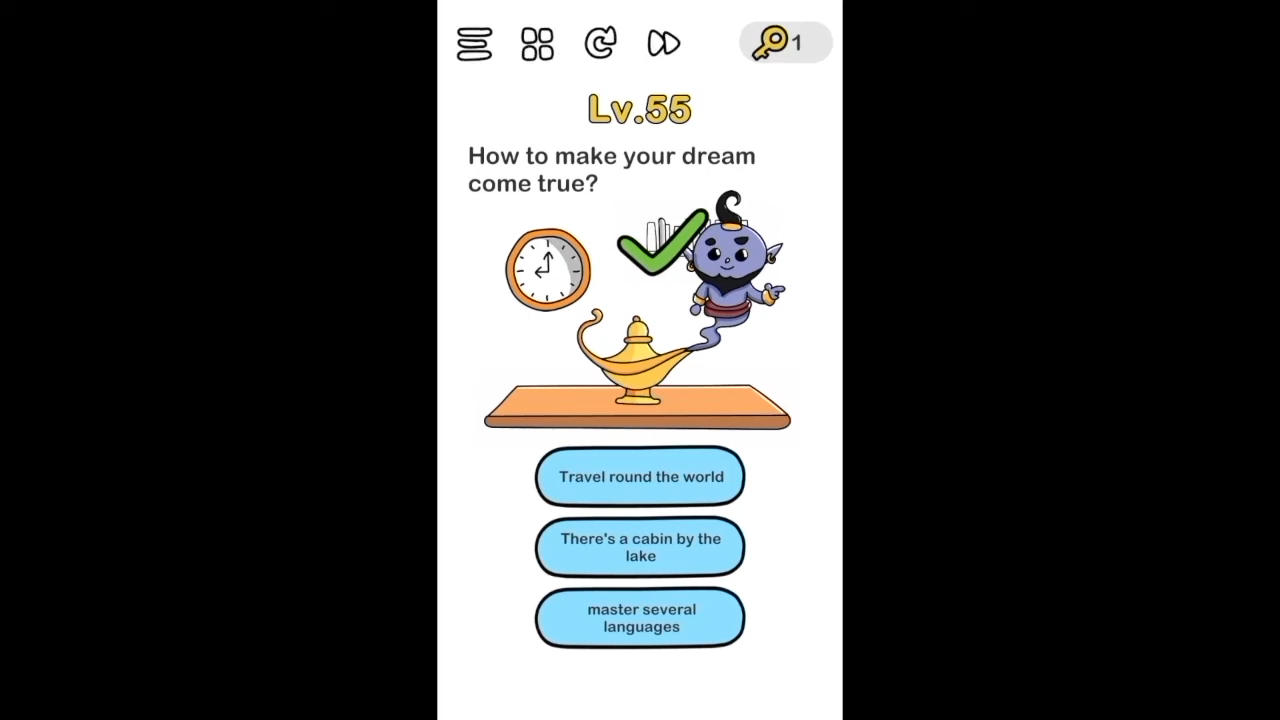 1
Lv.55
How to make your dream
come true?
Travel round the world
There's a cabin by the
lake
master several
languages